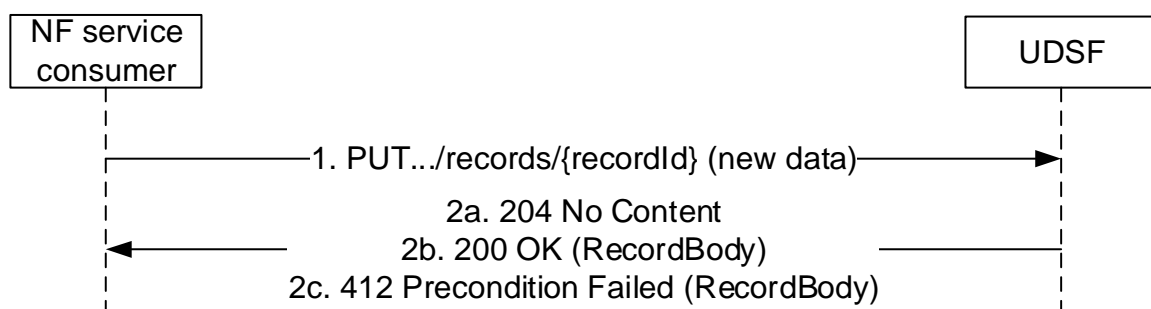 NF service
consumer
UDSF
1. PUT.../records/{recordId} (new data)
2a. 204 No Content
2b. 200 OK (RecordBody)
2c. 412 Precondition Failed (RecordBody)